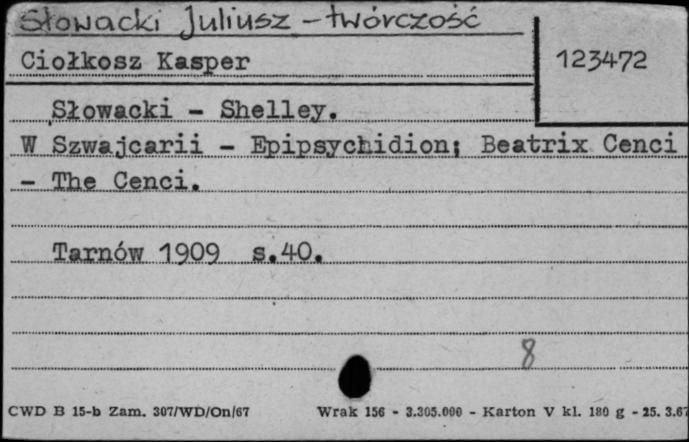 Słowacki Juliusz - twórczość
Ciołkosz Kasper
123472
Słowacki - Shelley.
W Szwajcarii - Epipsychidion; Beatrix Cenci
- The Cenci.
Tarnów 1909 s.40.
8
CWD B 15-b Zam. 307/WD/On/67 Wrak 156 - 3.305.000 - Karton V kl. 180 g - 25. 3.67